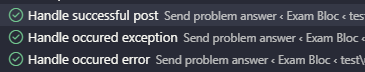 Handle successful post Send problem answer ‹ Exam Bloc ‹ test
Handle occured exception Send problem answer ‹ Exam Bloc ‹
Handle occured error Send problem answer ‹ Exam Bloc ‹ test\